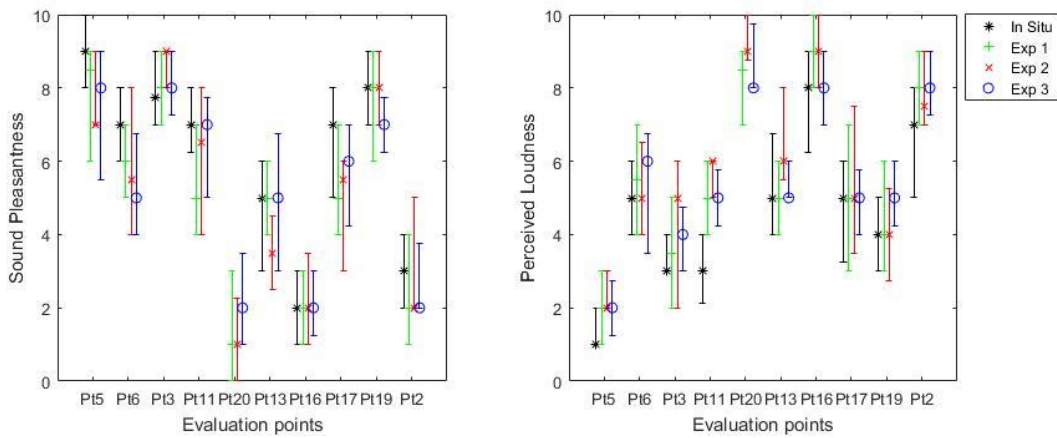 10
8
6
4
2
0
Sound Pleasantness
Pt5 Pt6 Pt3 Pt11 Pt20 Pt13 Pt16 Pt17 Pt19 Pt2
Evaluation points
10
8
6
4
2
0
Perceived Loudness
Pt5 Pt6 Pt3 Pt11 Pt20 Pt13 Pt16 Pt17 Pt19 Pt2
Evaluation points
In Situ
Exp 1
Exp 2
Exp 3